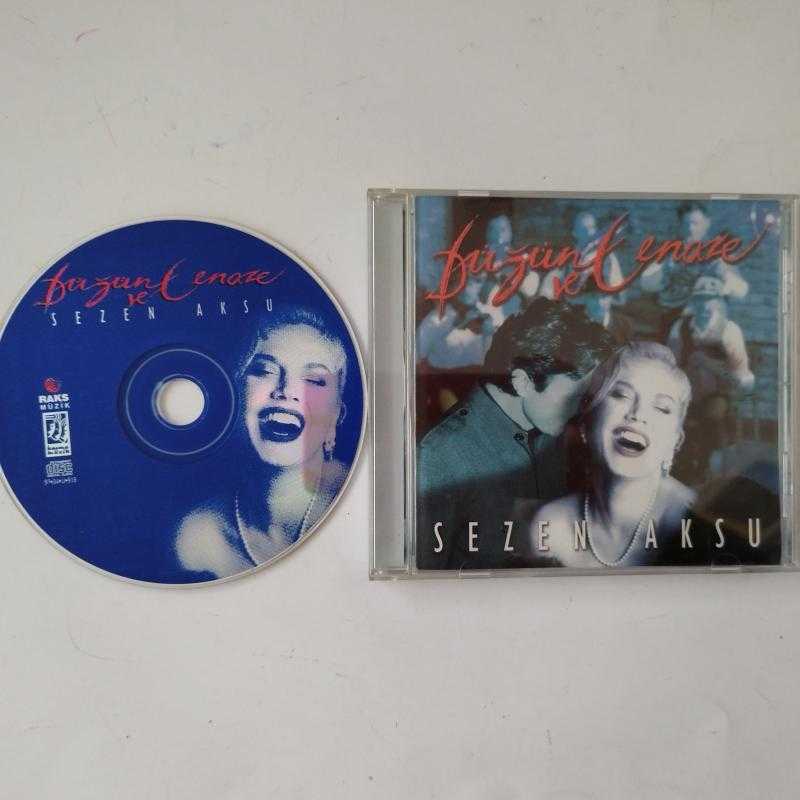 Düğün ve Cenaze
SEZEN AKSU
RAKS
MÜZİK
Düğün ve Cenaze
SEZEN AKSU